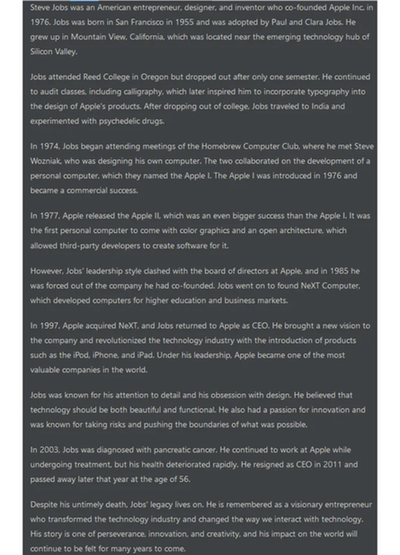 Steve Jobs was an American entrepreneur, designer, and inventor who co-founded Apple Inc. in
1976. Jobs was born in San Francisco in 1955 and was adopted by Paul and Clara Jobs. He
grew up in Mountain View, California, which was located near the emerging technology hub of
Silicon Valley.
Jobs attended Reed College in Oregon but dropped out after only one semester. He continued
to audit classes, including calligraphy, which later inspired him to incorporate typography into
the design of Apple's products. After dropping out of college, Jobs traveled to India and
experimented with psychedelic drugs.
In 1974, Jobs began attending meetings of the Homebrew Computer Club, where he met Steve
Wozniak, who was designing his own computer. The two collaborated on the development of a
personal computer, which they named the Apple I. The Apple I was introduced in 1976 and
became a commercial success.
In 1977, Apple released the Apple II, which was an even bigger success than the Apple I. It was
the first personal computer to come with color graphics and an open architecture, which
allowed third-party developers to create software for it.
However, Jobs' leadership style clashed with the board of directors at Apple, and in 1985 he
was forced out of the company he had co-founded. Jobs went on to found NeXT Computer,
which developed computers for higher education and business markets.
In 1997, Apple acquired NeXT, and Jobs returned to Apple as CEO. He brought a new vision to
the company and revolutionized the technology industry with the introduction of products
such as the iPod, iPhone, and iPad. Under his leadership, Apple became one of the most
valuable companies in the world.
Jobs was known for his attention to detail and his obsession with design. He believed that
technology should be both beautiful and functional. He also had a passion for innovation and
was known for taking risks and pushing the boundaries of what was possible.
In 2003, Jobs was diagnosed with pancreatic cancer. He continued to work at Apple while
undergoing treatment, but his health deteriorated rapidly. He resigned as CEO in 2011 and
passed away later that year at the age of 56.
Despite his untimely death, Jobs' legacy lives on. He is remembered as a visionary entrepreneur
who transformed the technology industry and changed the way we interact with technology.
His story is one of perseverance, innovation, and creativity, and his impact on the world will
continue to be felt for many years to come.